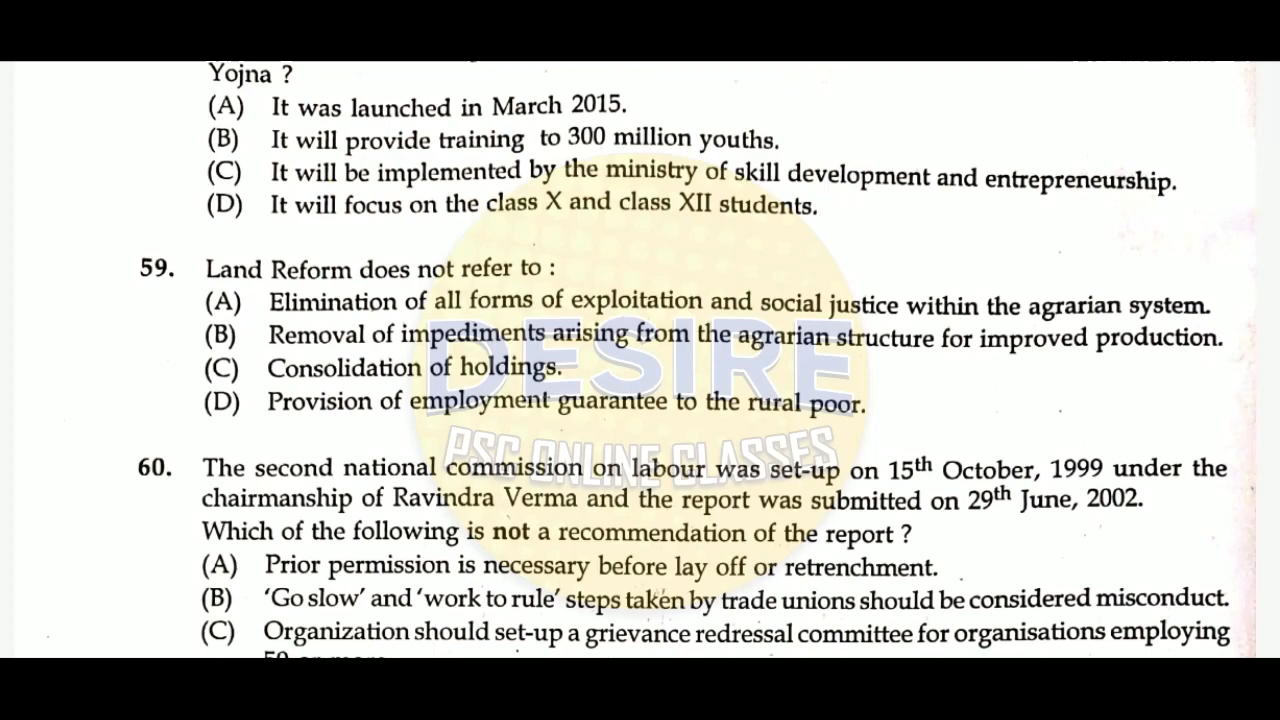 Yojna ?
(A) It was launched in March 2015.
(B) It will provide training to 300 million youths.
(C) It will be implemented by the ministry of skill development and entrepreneurship.
(D) It will focus on the class X and class XII students.
59. Land Reform does not refer to :
(A) Elimination of all forms of exploitation and social justice within the agrarian system.
(B) Removal of impediments arising from the agrarian structure for improved production.
(C) Consolidation of holdings.
(D) Provision of employment guarantee to the rural poor.
DESIRE
PSC ONLINE CLASSES
60. The second national commission on labour was set-up on 15th October, 1999 under the
chairmanship of Ravindra Verma and the report was submitted on 29th June, 2002.
Which of the following is not a recommendation of the report ?
(A) Prior permission is necessary before lay off or retrenchment.
(B) ‘Go slow’ and ‘work to rule’ steps taken by trade unions should be considered misconduct.
(C) Organization should set-up a grievance redressal committee for organisations employing